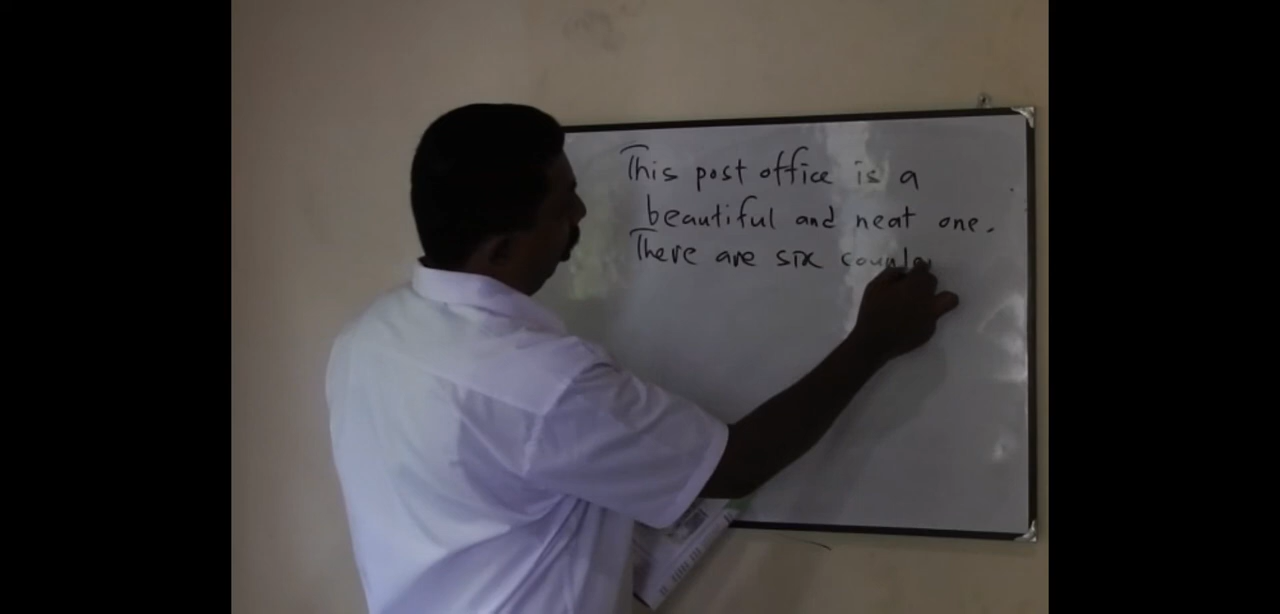 This post office is a
beautiful and neat one.
There are six